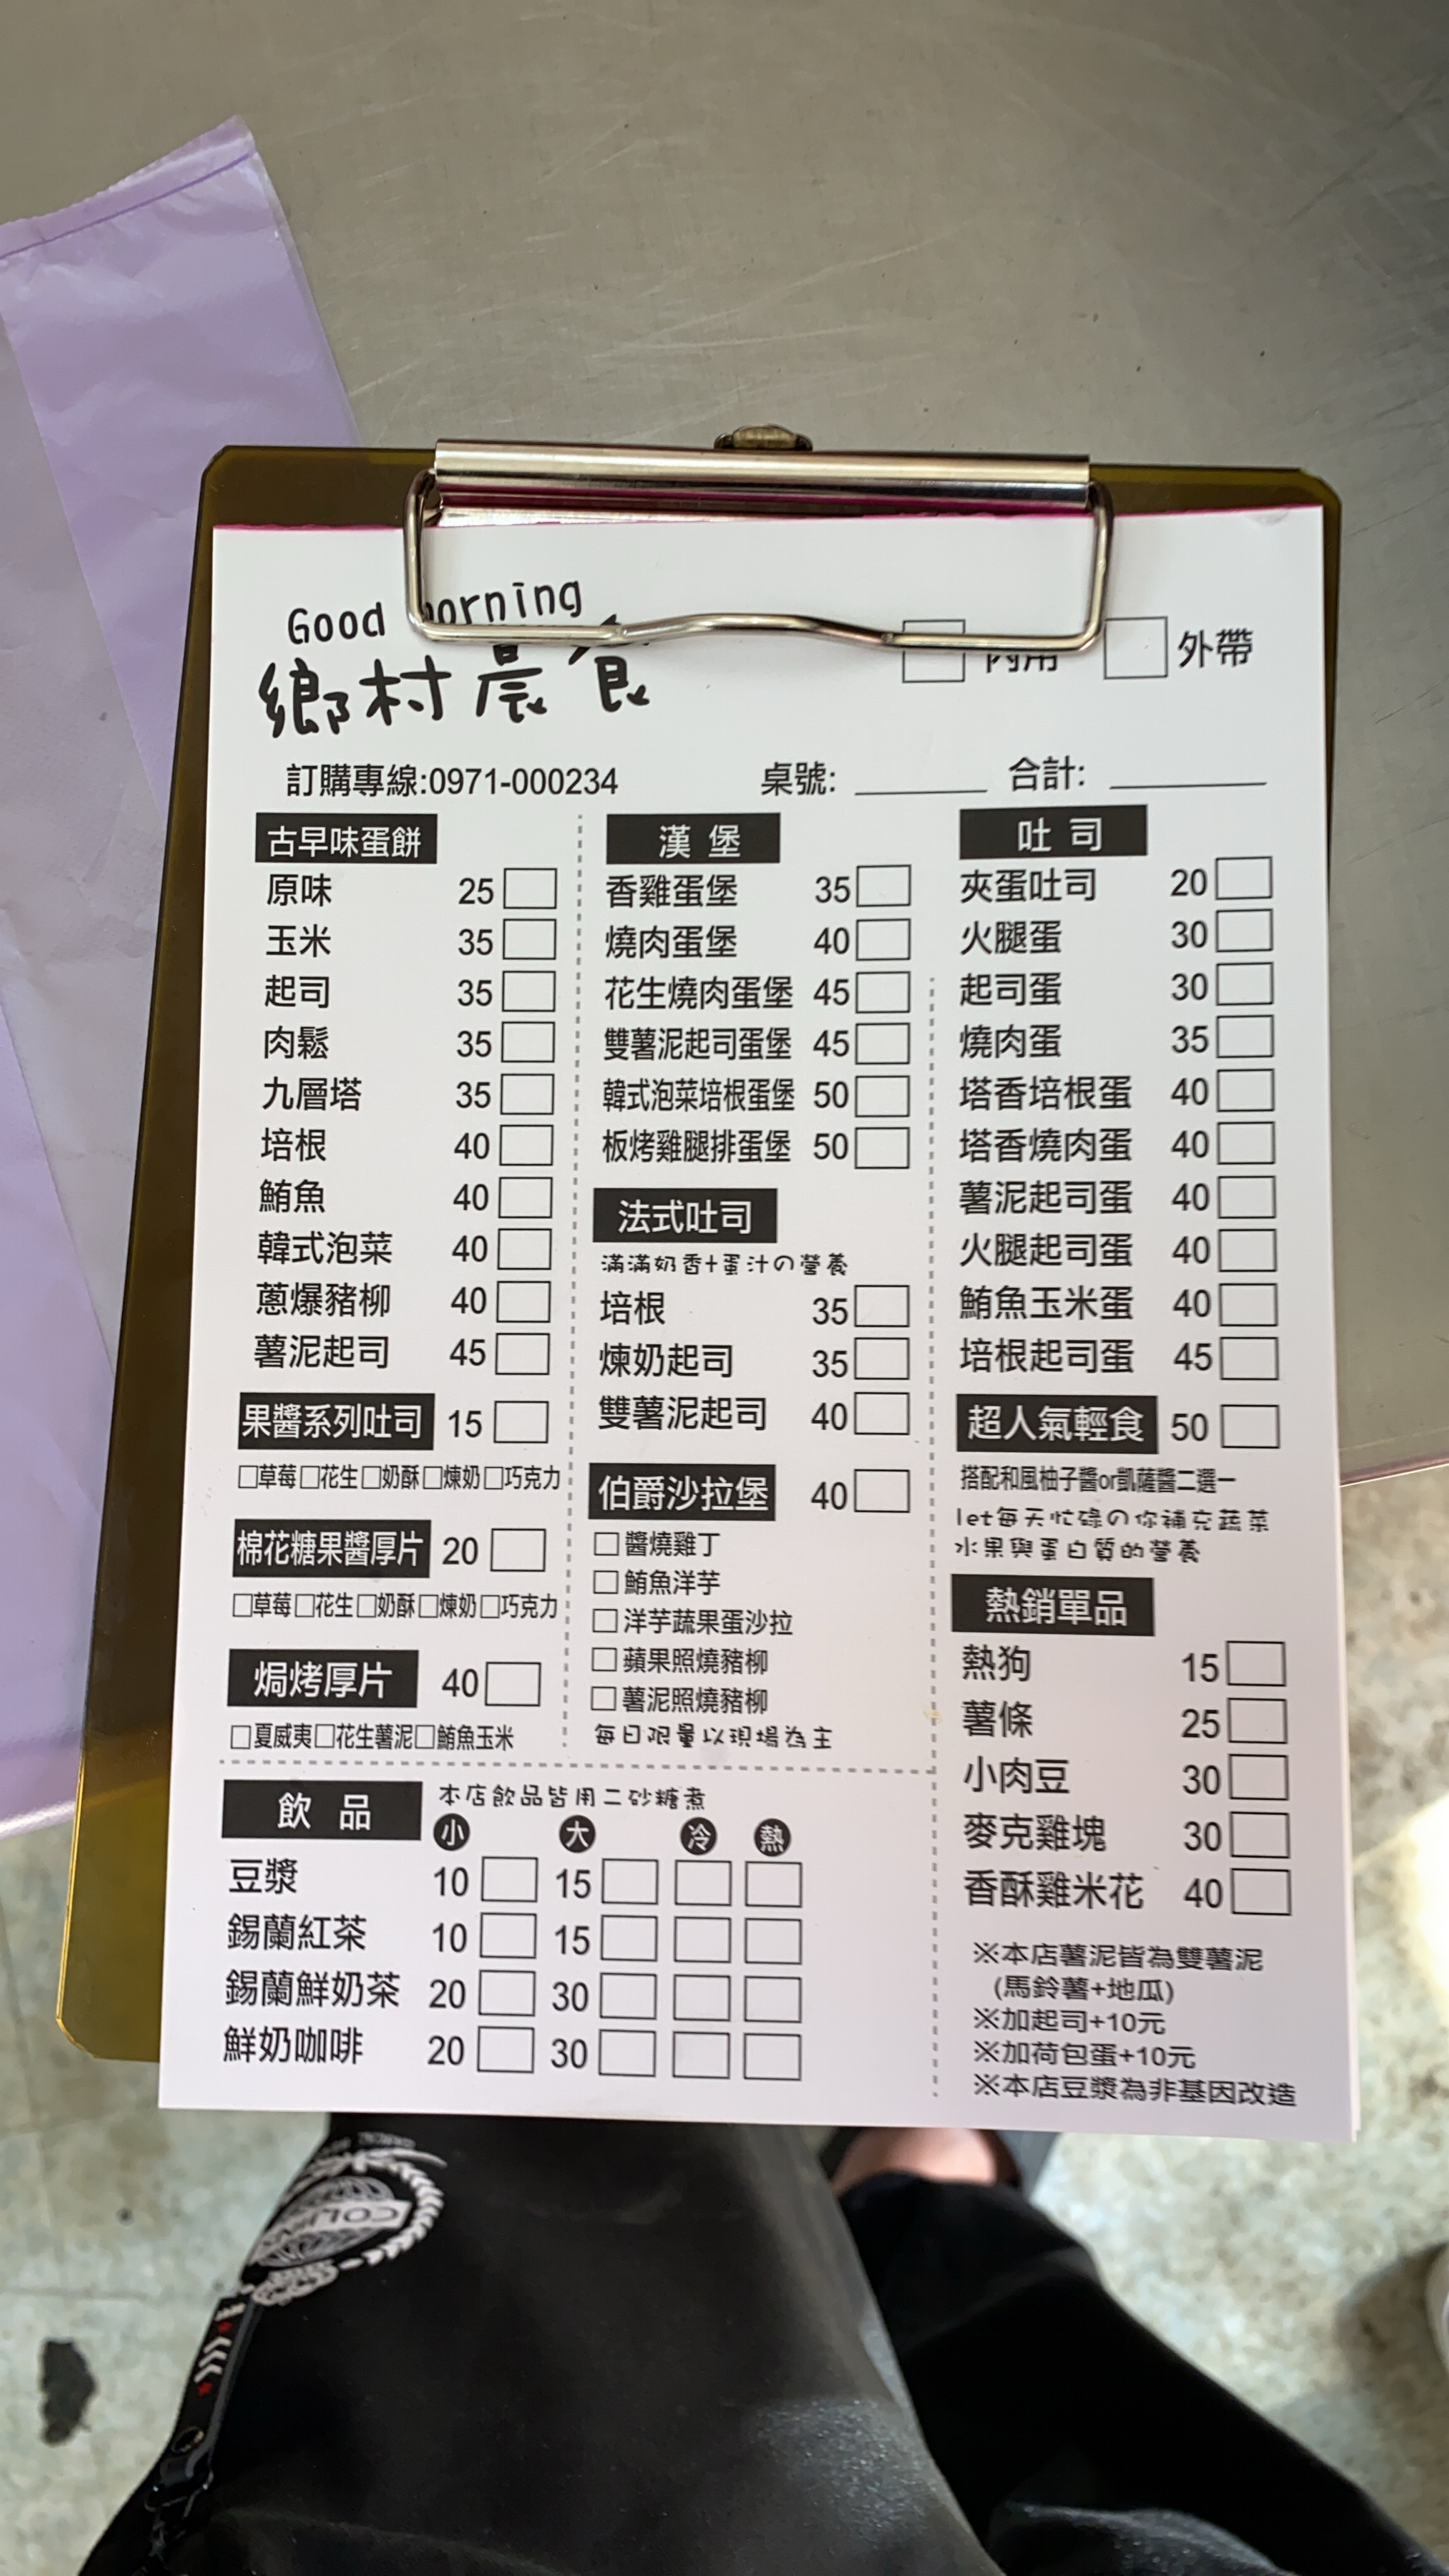 Good morning
鄉村晨食
內用 外帶
訂購專線:0971-000234 桌號: 合計:
古早味蛋餅
原味 25
玉米 35
起司 35
肉鬆 35
九層塔 35
培根 40
鮪魚 40
韓式泡菜 40
蔥爆豬柳 40
薯泥起司 45
果醬系列吐司 15
草莓 花生 奶酥 煉奶 巧克力
棉花糖果醬厚片 20
草莓 花生 奶酥 煉奶 巧克力
焗烤厚片 40
夏威夷 花生薯泥 鮪魚玉米
漢堡
香雞蛋堡 35
燒肉蛋堡 40
花生燒肉蛋堡 45
雙薯泥起司蛋堡 45
韓式泡菜培根蛋堡 50
板烤雞腿排蛋堡 50
法式吐司
滿滿奶香+蛋汁の營養
培根 35
煉奶起司 35
雙薯泥起司 40
伯爵沙拉堡 40
醬燒雞丁
鮪魚洋芋
洋芋蔬果蛋沙拉
蘋果照燒豬柳
薯泥照燒豬柳
每日限量以現場為主
吐司
夾蛋吐司 20
火腿蛋 30
起司蛋 30
燒肉蛋 35
塔香培根蛋 40
塔香燒肉蛋 40
薯泥起司蛋 40
火腿起司蛋 40
鮪魚玉米蛋 40
培根起司蛋 45
超人氣輕食 50
搭配和風柚子醬or凱薩醬二選一
let每天忙碌の你補充蔬菜
水果與蛋白質的營養
熱銷單品
熱狗 15
薯條 25
小肉豆 30
麥克雞塊 30
香酥雞米花 40
※本店薯泥皆為雙薯泥
(馬鈴薯+地瓜)
※加起司+10元
※加荷包蛋+10元
※本店豆漿為非基因改造
飲品 本店飲品皆用二砂糖煮
小 大 冷 熱
豆漿 10 15
錫蘭紅茶 10 15
錫蘭鮮奶茶 20 30
鮮奶咖啡 20 30